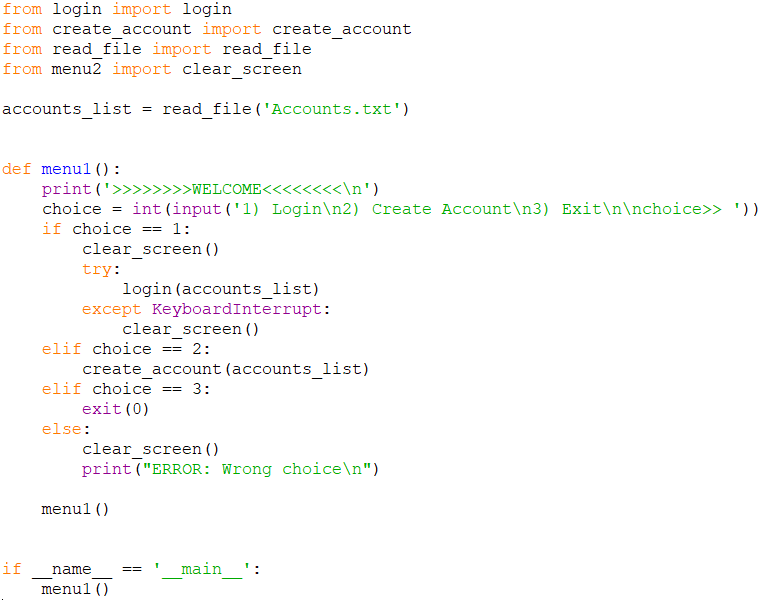 from login import login
from create_account import create_account
from read_file import read_file
from menu2 import clear_screen

accounts_list = read_file('Accounts.txt')


def menu1():
    print('>>>>>>>>WELCOME<<<<<<<<\n')
    choice = int(input('1) Login\n2) Create Account\n3) Exit\n\nchoice>> '))
    if choice == 1:
        clear_screen()
        try:
            login(accounts_list)
        except KeyboardInterrupt:
            clear_screen()
    elif choice == 2:
        create_account(accounts_list)
    elif choice == 3:
        exit(0)
    else:
        clear_screen()
        print("ERROR: Wrong choice\n")

    menu1()


if __name__ == '__main__':
    menu1()